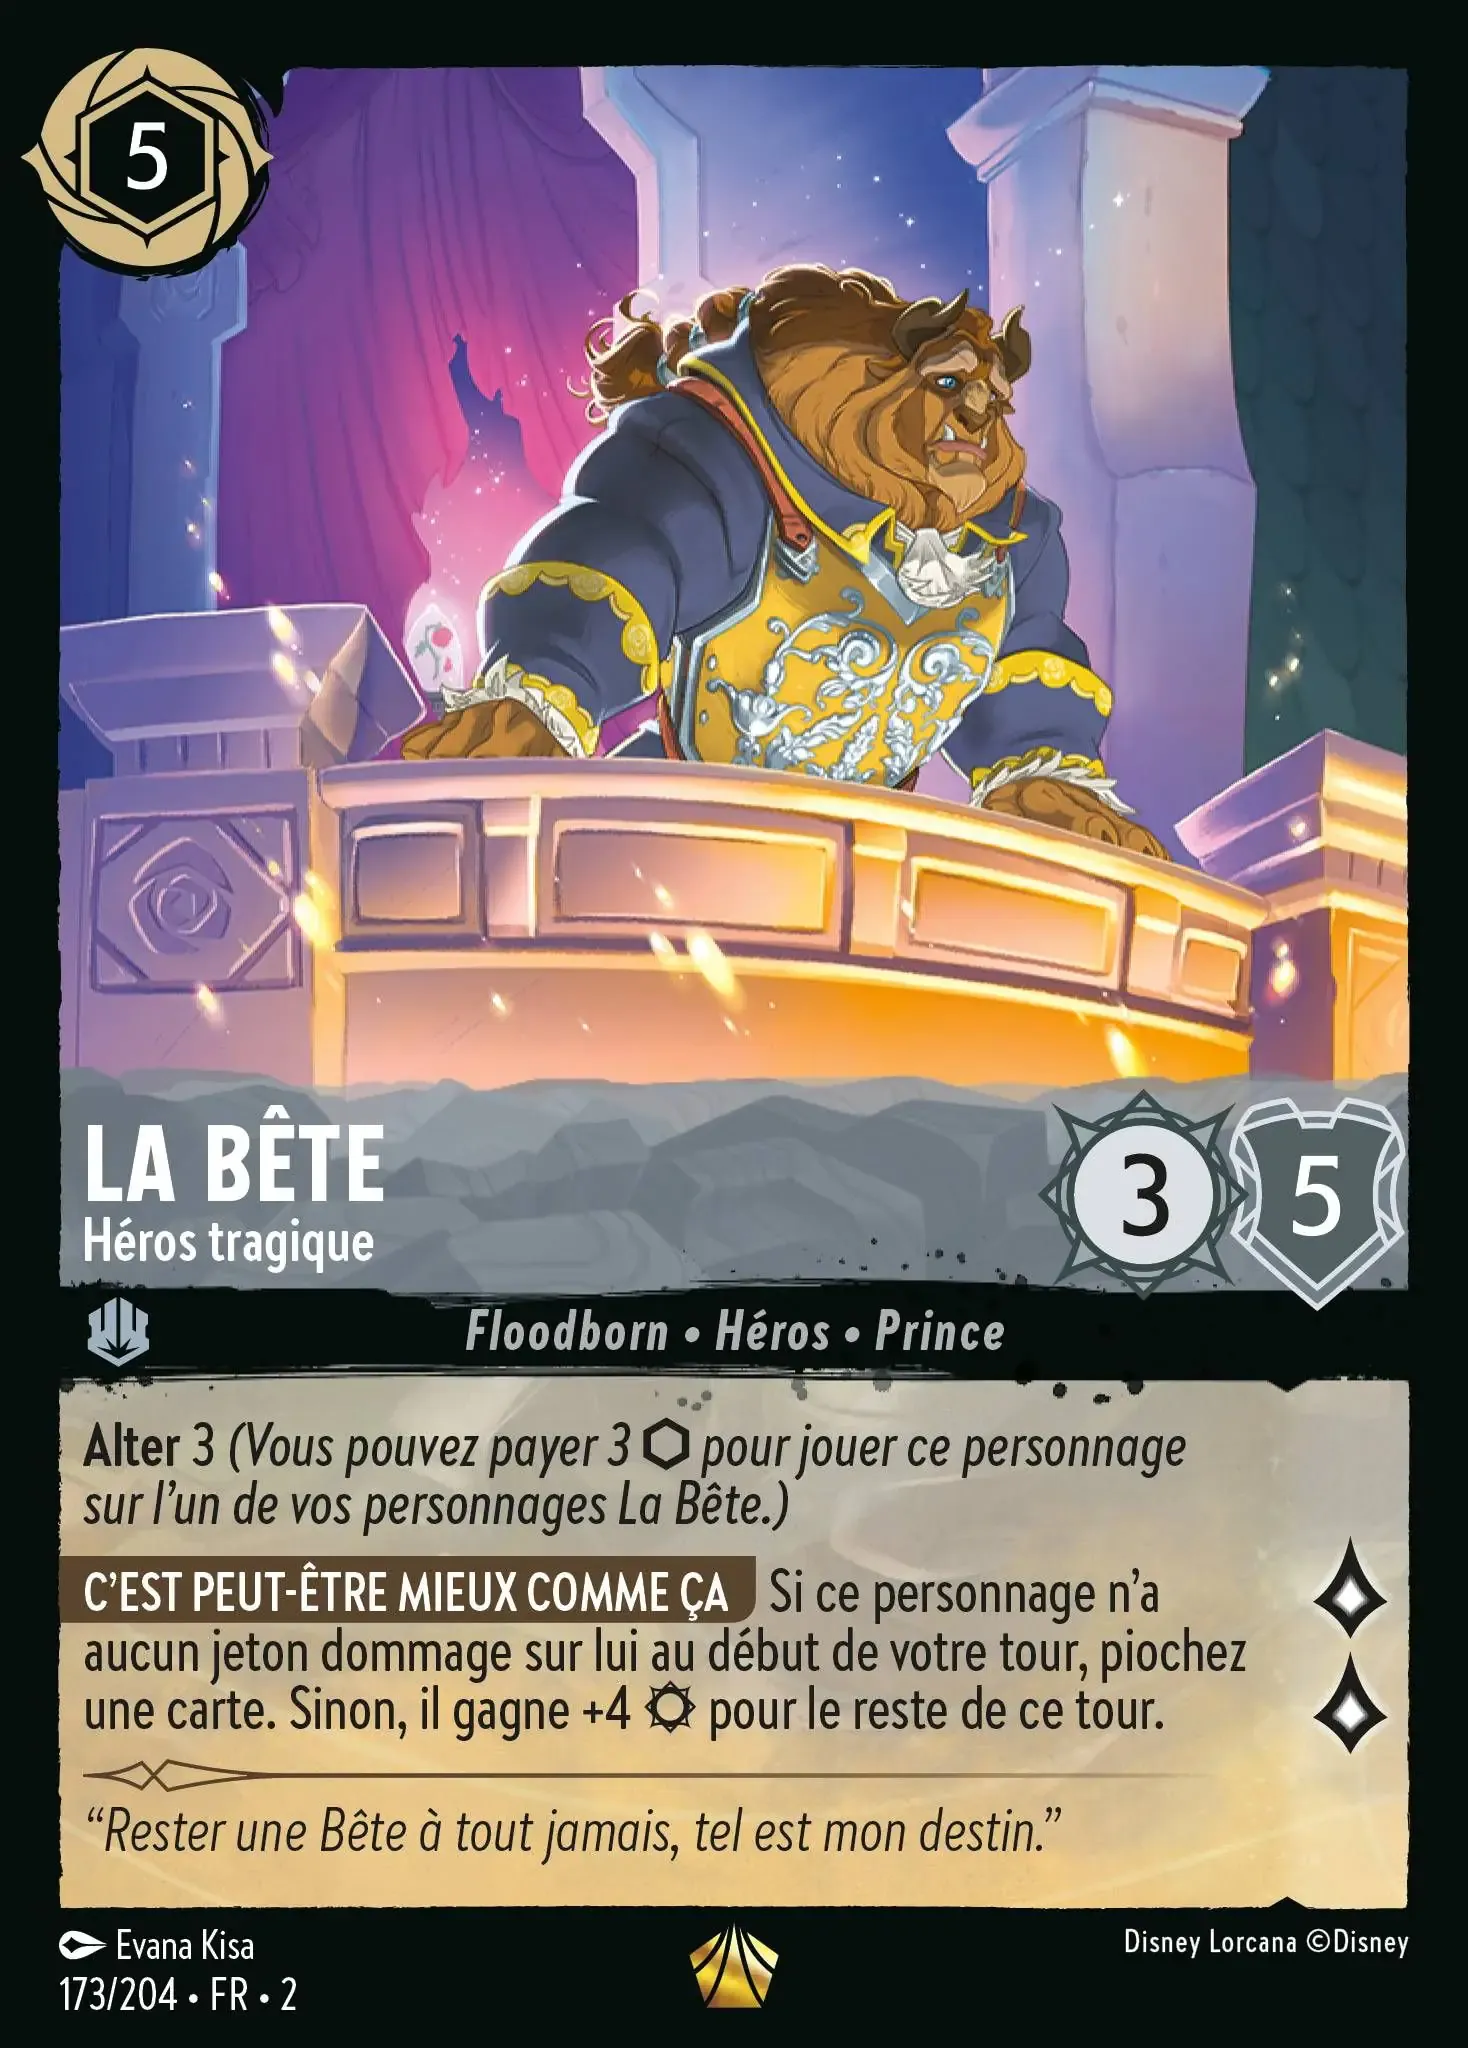 5
LA BÊTE
Héros tragique
3
5
Floodborn • Héros • Prince
Alter 3 (Vous pouvez payer 3 pour jouer ce personnage
sur l’un de vos personnages La Bête.)
C’EST PEUT-ÊTRE MIEUX COMME ÇA Si ce personnage n’a
aucun jeton dommage sur lui au début de votre tour, piochez
une carte. Sinon, il gagne +4 pour le reste de ce tour.
“Rester une Bête à tout jamais, tel est mon destin.”
Evana Kisa
Disney Lorcana ©Disney
173/204 • FR • 2